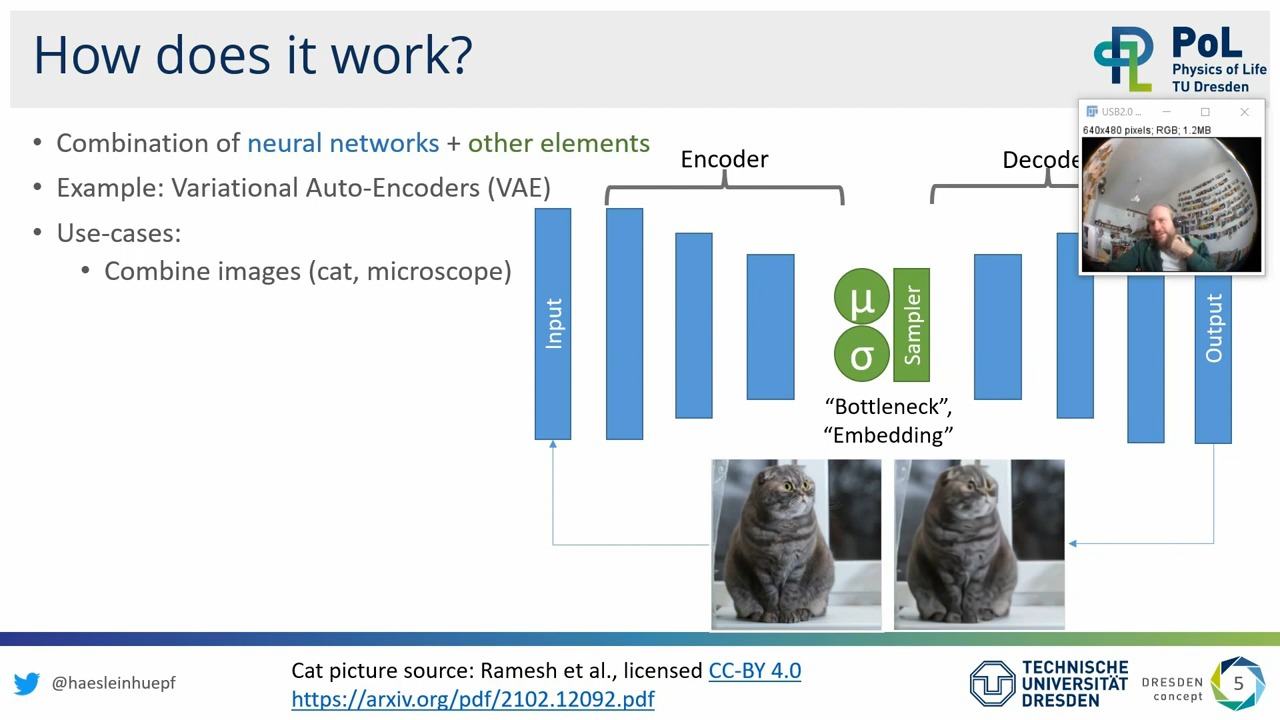 How does it work?
PoL
Physics of Life
TU Dresden
USB2.0 ...
640x480 pixels; RGB; 1.2MB
• Combination of neural networks + other elements
• Example: Variational Auto-Encoders (VAE)
• Use-cases:
• Combine images (cat, microscope)
Encoder
Decode
Input
μ
σ
Sampler
Output
“Bottleneck”,
“Embedding”
@haesleinhuepf
Cat picture source: Ramesh et al., licensed CC-BY 4.0
https://arxiv.org/pdf/2102.12092.pdf
TECHNISCHE
UNIVERSITÄT
DRESDEN
DRESDEN
concept
5